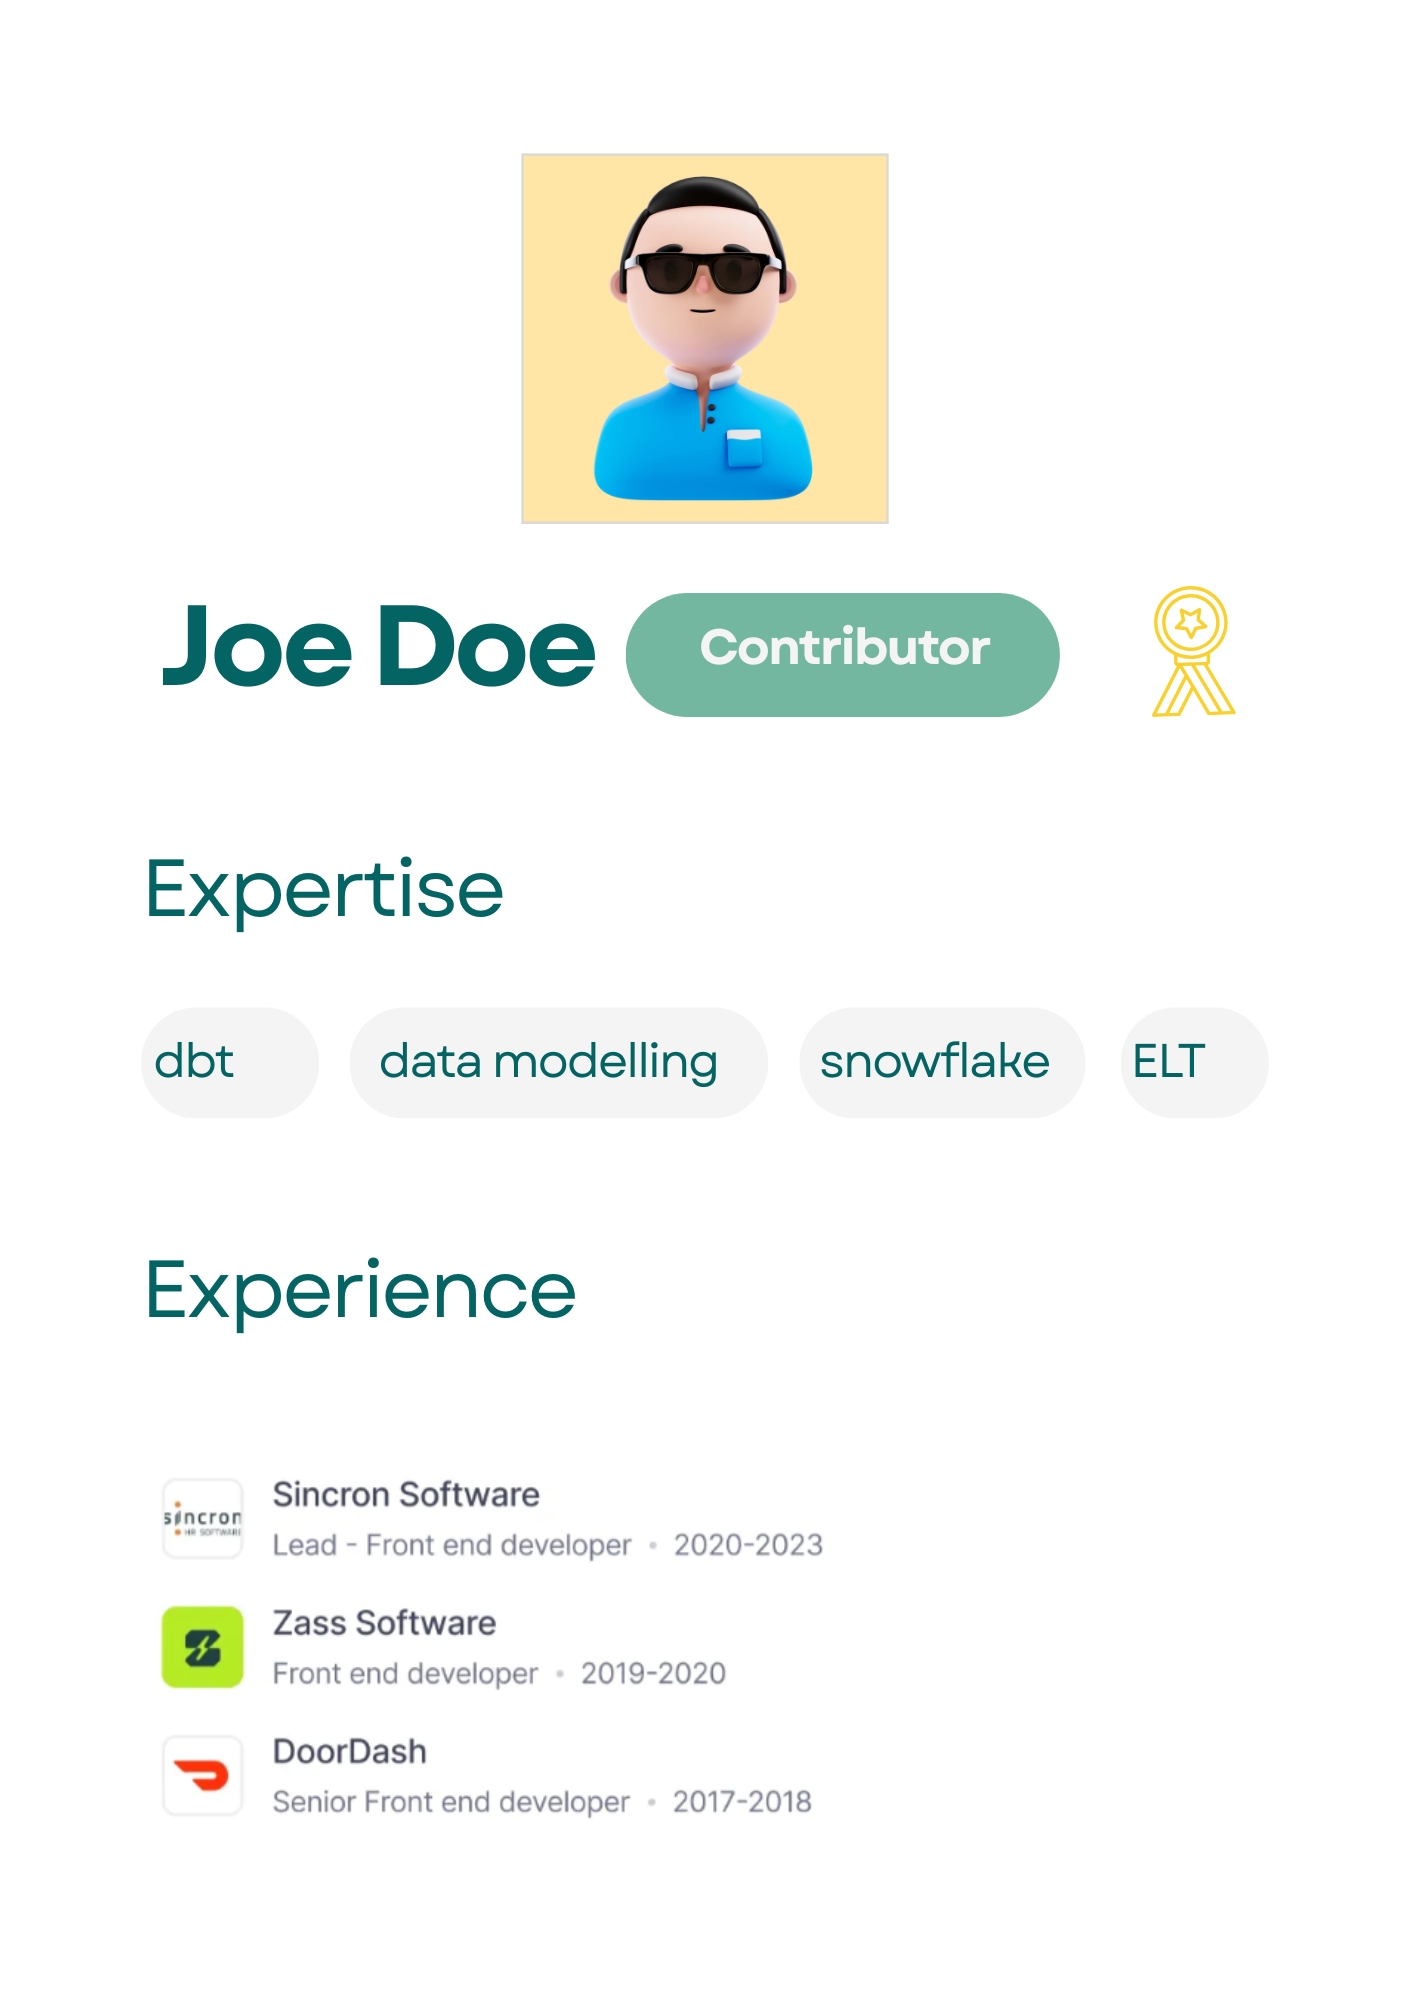 Joe Doe
Contributor
Expertise
dbt
data modelling
snowflake
ELT
Experience
Sincron Software
sincron
HR SOFTWARE
Lead - Front end developer • 2020-2023
Zass Software
Front end developer • 2019-2020
DoorDash
Senior Front end developer • 2017-2018